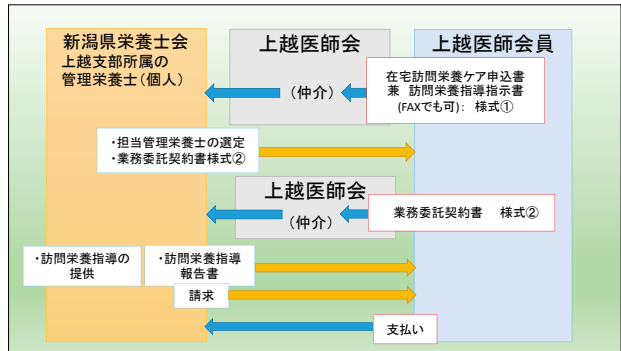 新潟県栄養士会
上越支部所属の
管理栄養士(個人)
上越医師会
上越医師会員
(仲介)
在宅訪問栄養ケア申込書
兼 訪問栄養指導指示書
(FAXでも可): 様式①
・担当管理栄養士の選定
・業務委託契約書様式②
上越医師会
(仲介)
業務委託契約書 様式②
・訪問栄養指導の
提供
・訪問栄養指導
報告書
請求
支払い